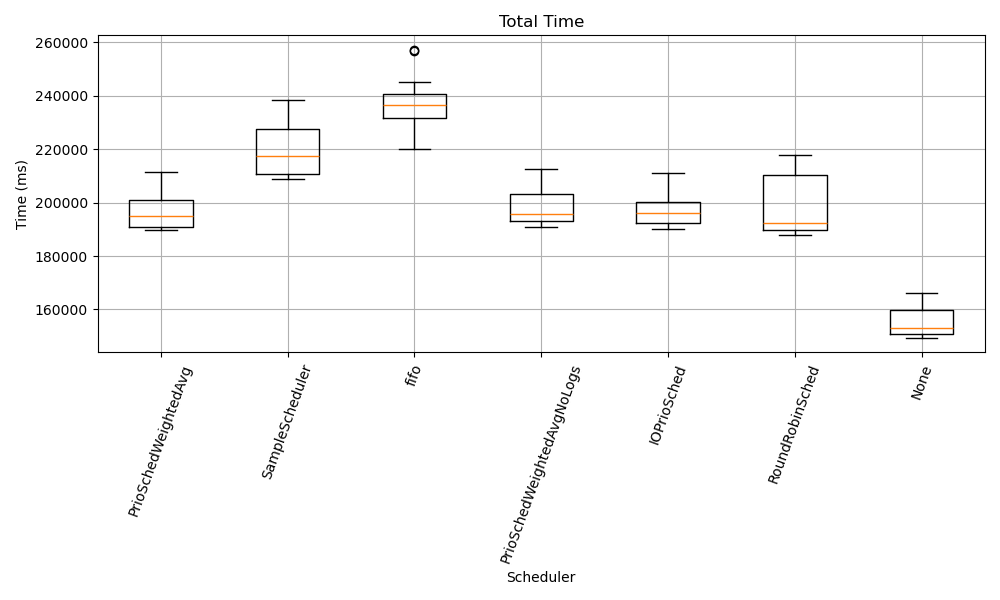 Total Time
Time (ms)
260000
240000
220000
200000
180000
160000
PrioSchedWeightedAvg
SampleScheduler
fifo
PrioSchedWeightedAvgNoLogs
IOPrioSched
RoundRobinSched
None
Scheduler